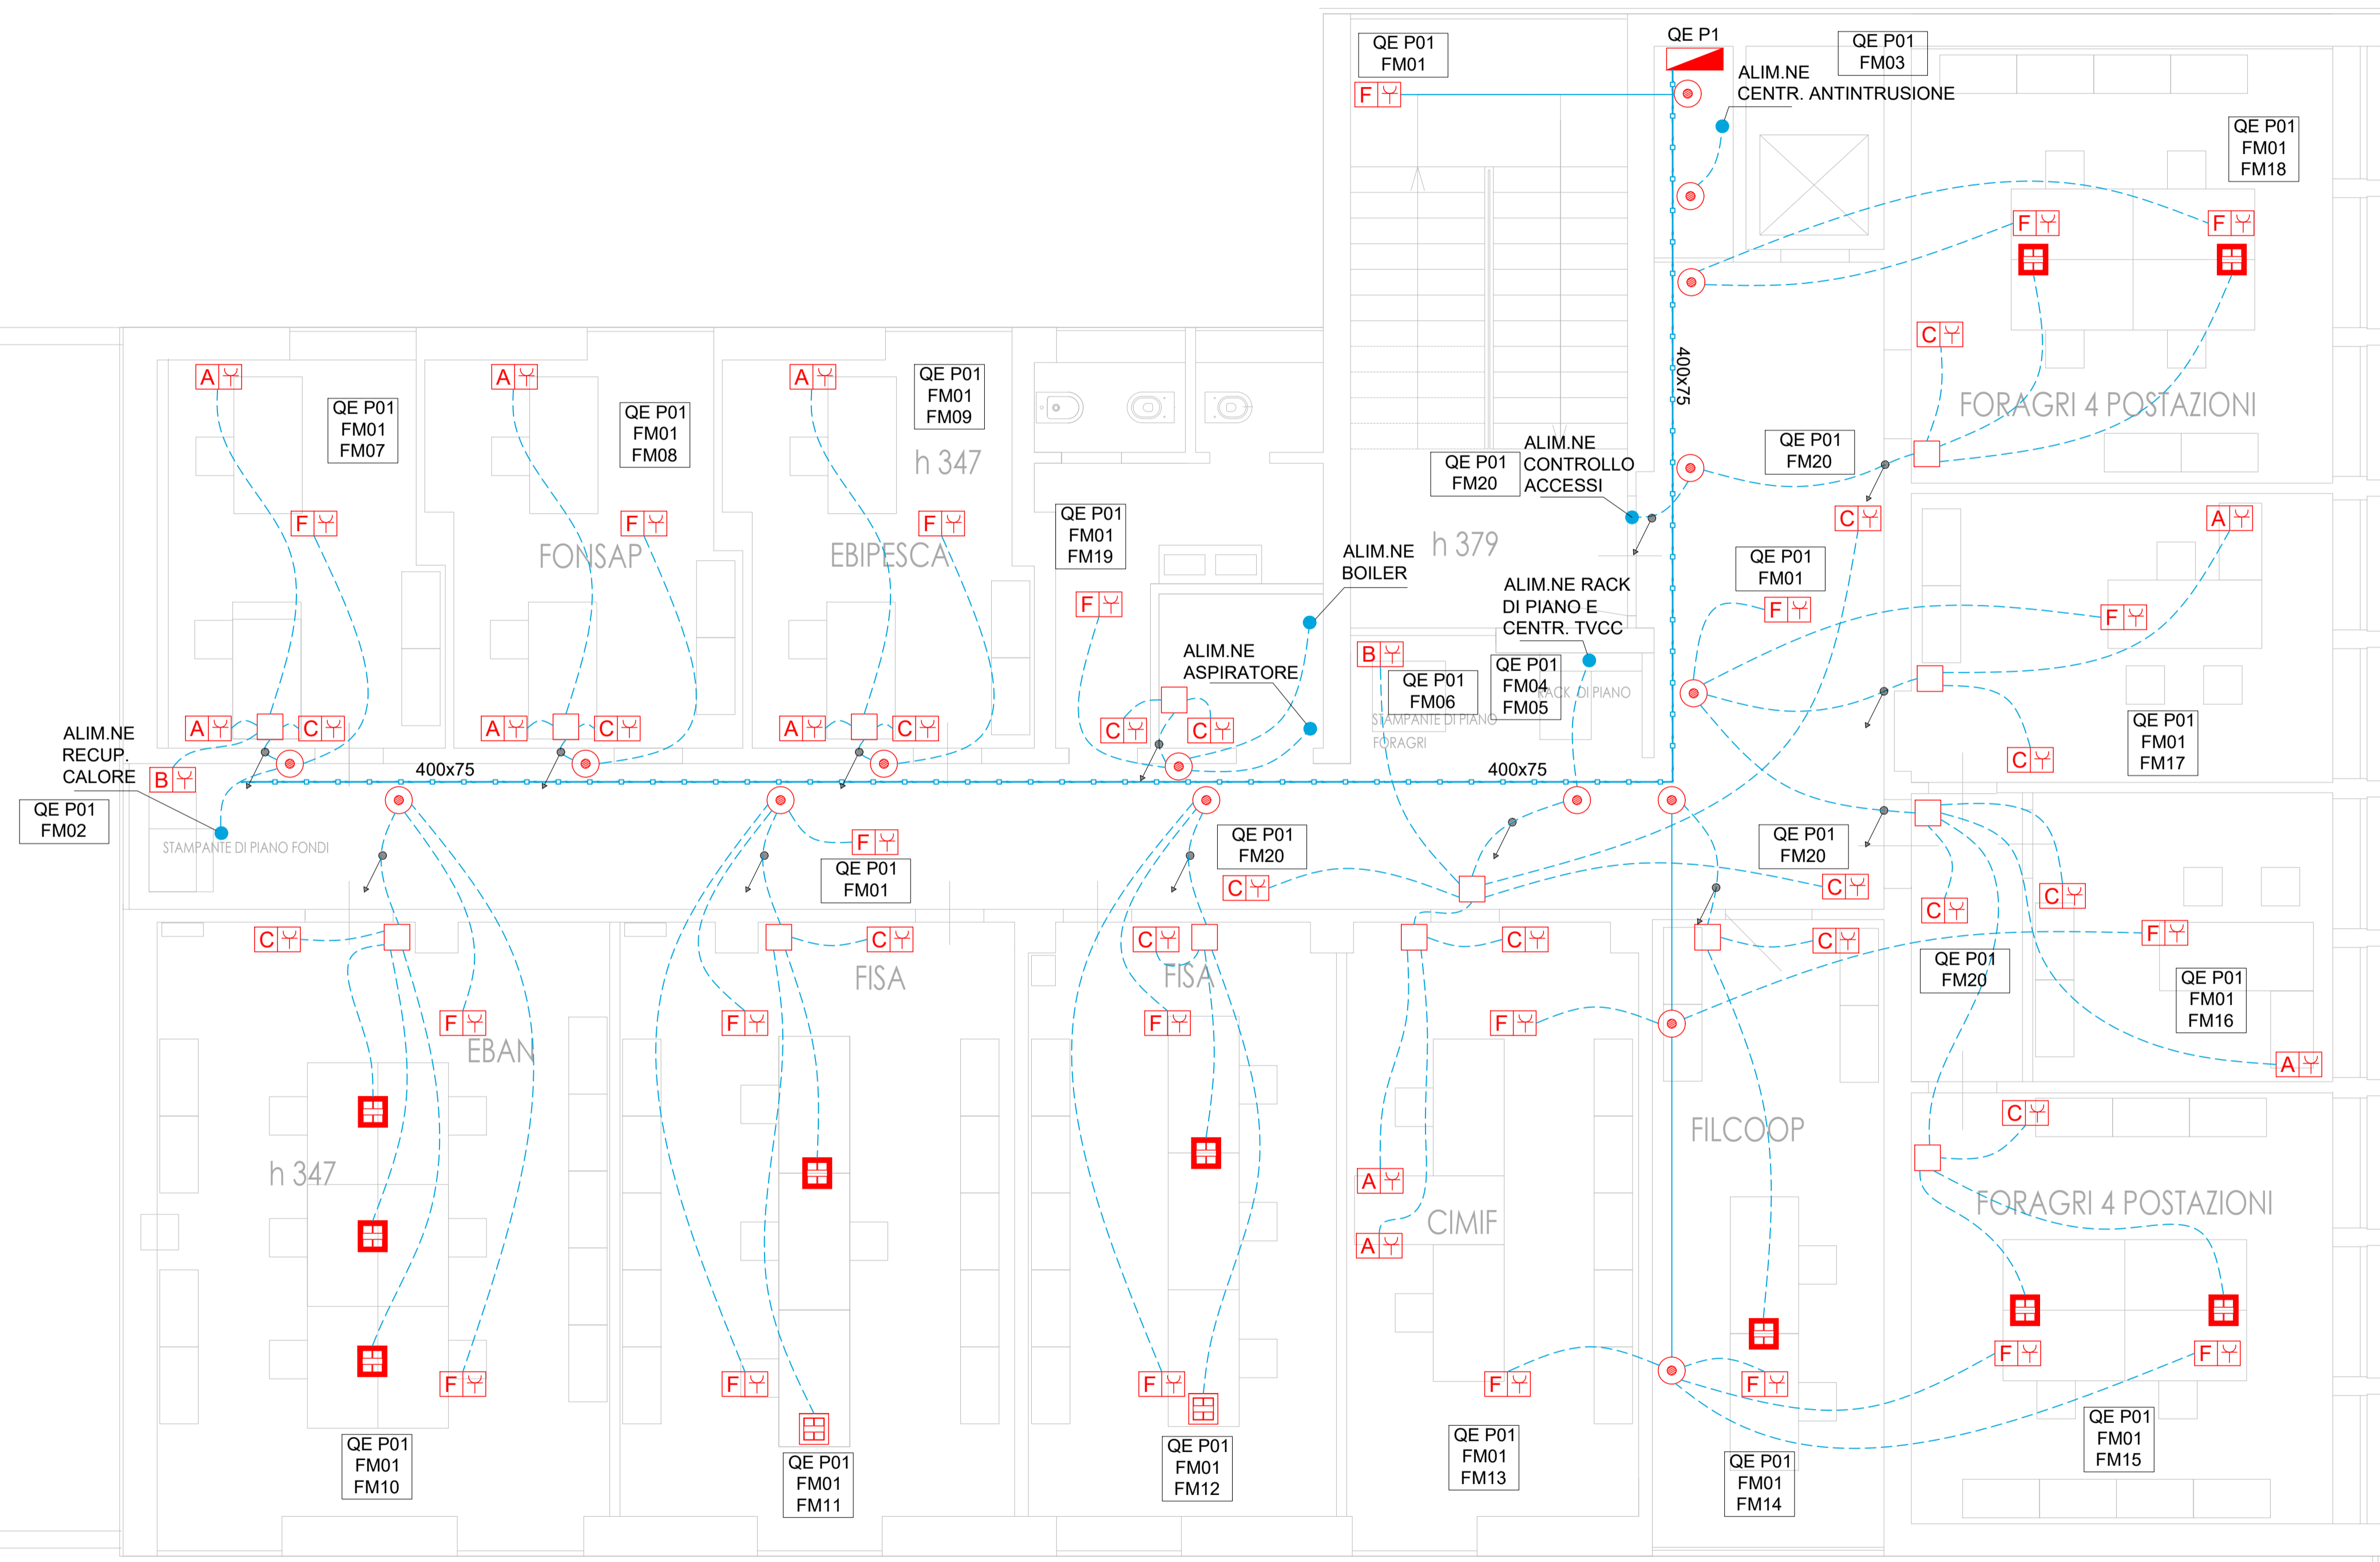 QE P01
FM01
QE P1
QE P01
FM03
ALIM.NE
CENTR. ANTINTRUSIONE
F
QE P01
FM01
FM18
F
F
C
400x75
FORAGRI 4 POSTAZIONI
A
A
A
QE P01
FM01
FM07
QE P01
FM01
FM08
QE P01
FM01
FM09
h 347
QE P01
FM20
ALIM.NE
CONTROLLO
ACCESSI
QE P01
FM20
F
F
FONSAP
F
EBIPESCA
QE P01
FM01
FM19
h 379
C
A
ALIM.NE
BOILER
QE P01
FM01
ALIM.NE RACK
DI PIANO E
CENTR. TVCC
F
F
F
ALIM.NE
ASPIRATORE
B
QE P01
FM06
QE P01
FM04
FM05
RACK DI PIANO
STAMPANTE DI PIANO
FORAGRI
A
C
A
C
A
C
C
C
QE P01
FM01
FM17
C
ALIM.NE
RECUP.
CALORE
B
400x75
400x75
QE P01
FM02
STAMPANTE DI PIANO FONDI
F
QE P01
FM01
QE P01
FM20
C
QE P01
FM20
C
C
C
C
C
FISA
C
FISA
C
C
F
QE P01
FM20
QE P01
FM01
FM16
F
EBAN
F
F
F
A
h 347
FILCOOP
C
A
CIMIF
A
FORAGRI 4 POSTAZIONI
F
F
F
F
F
F
F
QE P01
FM01
FM10
QE P01
FM01
FM11
QE P01
FM01
FM12
QE P01
FM01
FM13
QE P01
FM01
FM14
QE P01
FM01
FM15